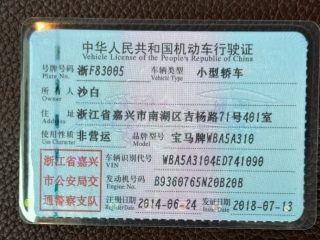 中华人民共和国机动车行驶证
Vehicle License of the People's Republic of China
号牌号码 浙F83005 车辆类型 小型轿车
Plate No. Vehicle Type
所有人 沙白
Owner
住址 浙江省嘉兴市南湖区吉杨路71号401室
Address
使用性质 非营运 品牌型号 宝马牌WBA5A310
Use Character Model
浙江省嘉兴 车辆识别代号 WBA5A3104ED741090
VIN
市公安局交 发动机号码 B9360765N20B20B
Engine No.
通警察支队 注册日期 2014-06-24 发证日期 2018-07-13
Register Date Issue Date